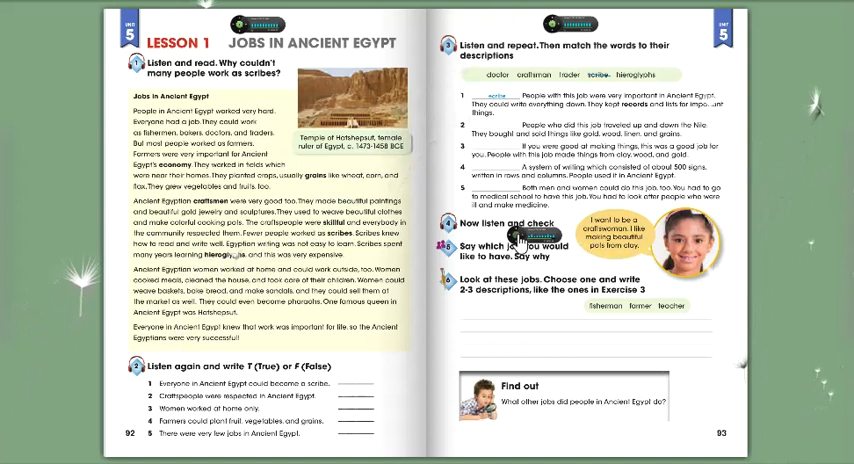 UNIT
5
LESSON 1 JOBS IN ANCIENT EGYPT
1 Listen and read. Why couldn't
many people work as scribes?
Jobs in Ancient Egypt
People in Ancient Egypt worked very hard.
Everyone had a job. They could work
as fishermen, bakers, doctors, and traders.
But most people worked as farmers.
Farmers were very important for Ancient
Egypt's economy. They worked in fields which
were near their homes. They planted crops, usually grains like wheat, corn, and
flax. They grew vegetables and fruits, too.
Temple of Hatshepsut, female
ruler of Egypt, c. 1473-1458 BCE
Ancient Egyptian craftsmen were very good too. They made beautiful paintings
and beautiful gold jewelry and sculptures. They used to weave beautiful clothes
and make colorful cooking pots. The craftspeople were skillful and everybody in
the community respected them. Fewer people worked as scribes. Scribes knew
how to read and write well. Egyptian writing was not easy to learn. Scribes spent
many years learning hieroglyphs, and this was very expensive.
Ancient Egyptian women worked at home and could work outside, too. Women
cooked meals, cleaned the house, and took care of their children. Women could
weave baskets, bake bread, and make sandals, and they could sell them at
the market as well. They could even become pharaohs. One famous queen in
Ancient Egypt was Hatshepsut.
Everyone in Ancient Egypt knew that work was important for life, so the Ancient
Egyptians were very successful!
2 Listen again and write T (True) or F (False)
1 Everyone in Ancient Egypt could become a scribe.
2 Craftspeople were respected in Ancient Egypt.
3 Women worked at home only.
4 Farmers could plant fruit, vegetables, and grains.
5 There were very few jobs in Ancient Egypt.
92
UNIT
5
3 Listen and repeat. Then match the words to their
descriptions
doctor craftsman trader scribe hieroglyphs
1 scribe People with this job were very important in Ancient Egypt.
They could write everything down. They kept records and lists for important
things.
2 People who did this job traveled up and down the Nile.
They bought and sold things like gold, wood, linen, and grains.
3 If you were good at making things, this was a good job for
you. People with this job made things from clay, wood, and gold.
4 A system of writing which consisted of about 500 signs,
written in rows and columns. People used it in Ancient Egypt.
5 Both men and women could do this job, too. You had to go
to medical school to have this job. You had to look after people who were
ill and make medicine.
4 Now listen and check
5 Say which job you would
like to have. Say why
I want to be a
craftswoman. I like
making beautiful
pots from clay.
6 Look at these jobs. Choose one and write
2-3 descriptions, like the ones in Exercise 3
fisherman farmer teacher
Find out
What other jobs did people in Ancient Egypt do?
93